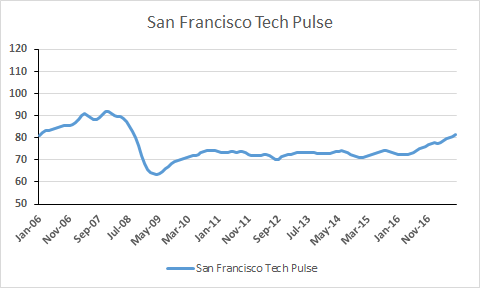 San Francisco Tech Pulse
120
110
100
90
80
70
60
50
Jan-06
Nov-06
Sep-07
Jul-08
May-09
Mar-10
Jan-11
Nov-11
Sep-12
Jul-13
May-14
Mar-15
Jan-16
Nov-16
San Francisco Tech Pulse